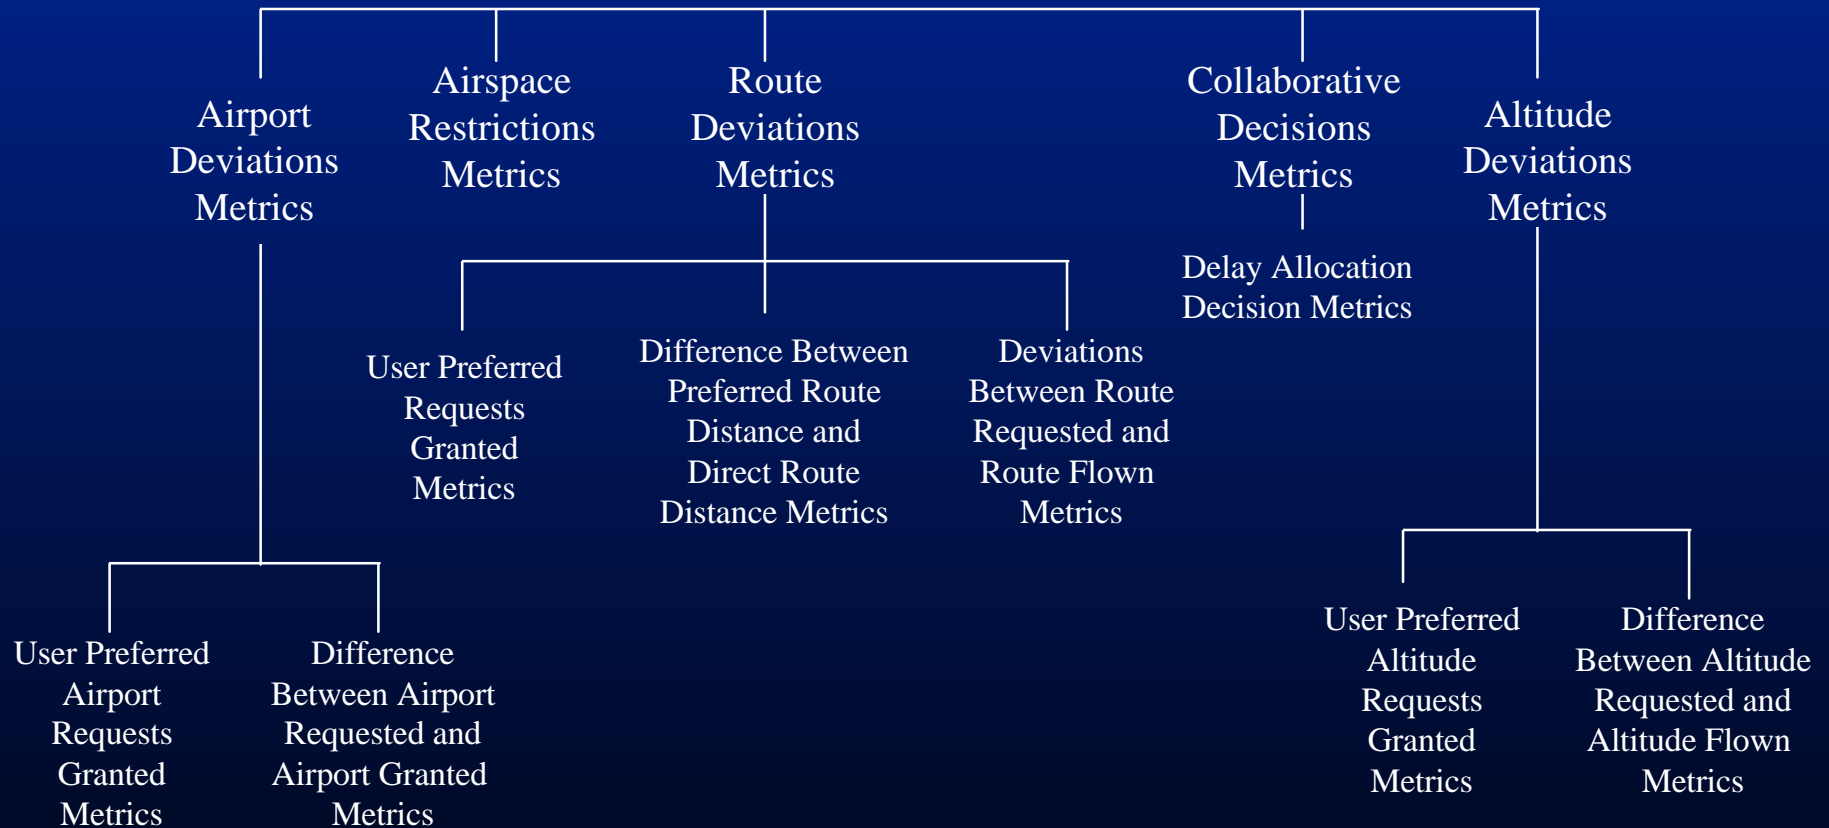 Airport
Deviations
Metrics
Airspace
Restrictions
Metrics
Route
Deviations
Metrics
Collaborative
Decisions
Metrics
Altitude
Deviations
Metrics
Delay Allocation
Decision Metrics
User Preferred
Requests
Granted
Metrics
Difference Between
Preferred Route
Distance and
Direct Route
Distance Metrics
Deviations
Between Route
Requested and
Route Flown
Metrics
User Preferred
Airport
Requests
Granted
Metrics
Difference
Between Airport
Requested and
Airport Granted
Metrics
User Preferred
Altitude
Requests
Granted
Metrics
Difference
Between Altitude
Requested and
Altitude Flown
Metrics